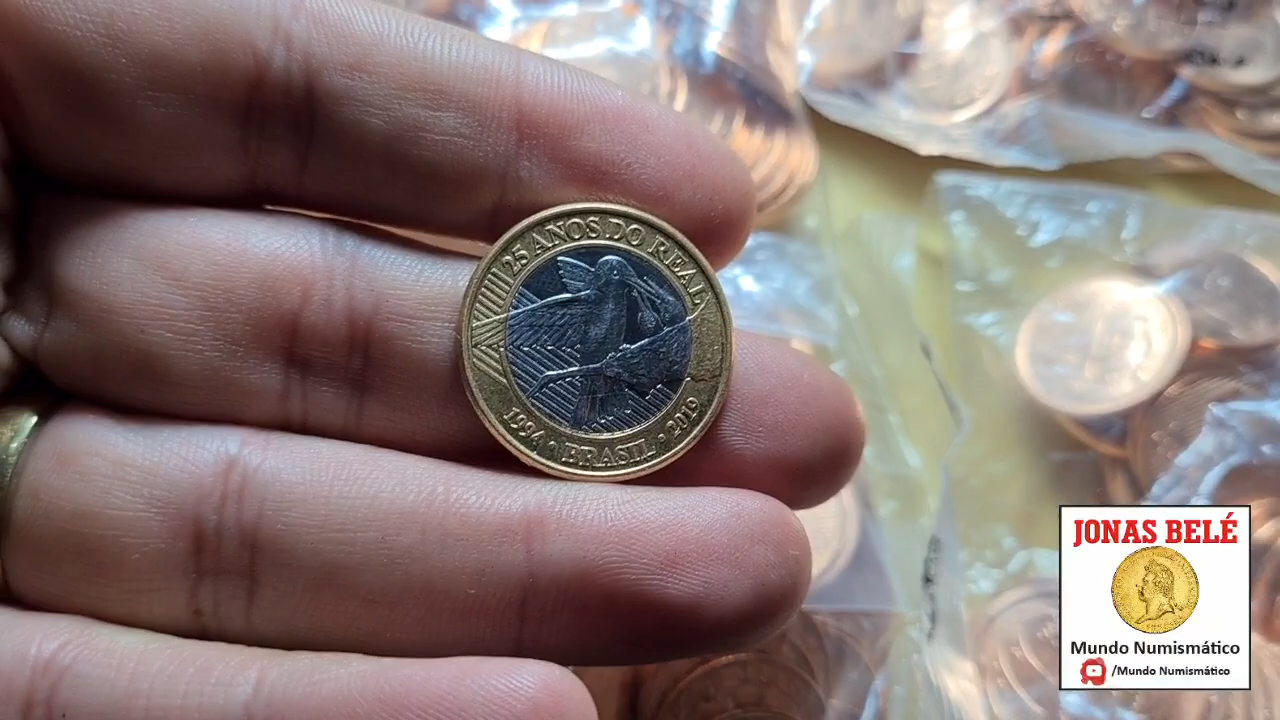 25 ANOS DO REAL
1994 • BRASIL • 2019
JONAS BELÉ
Mundo Numismático
/Mundo Numismático